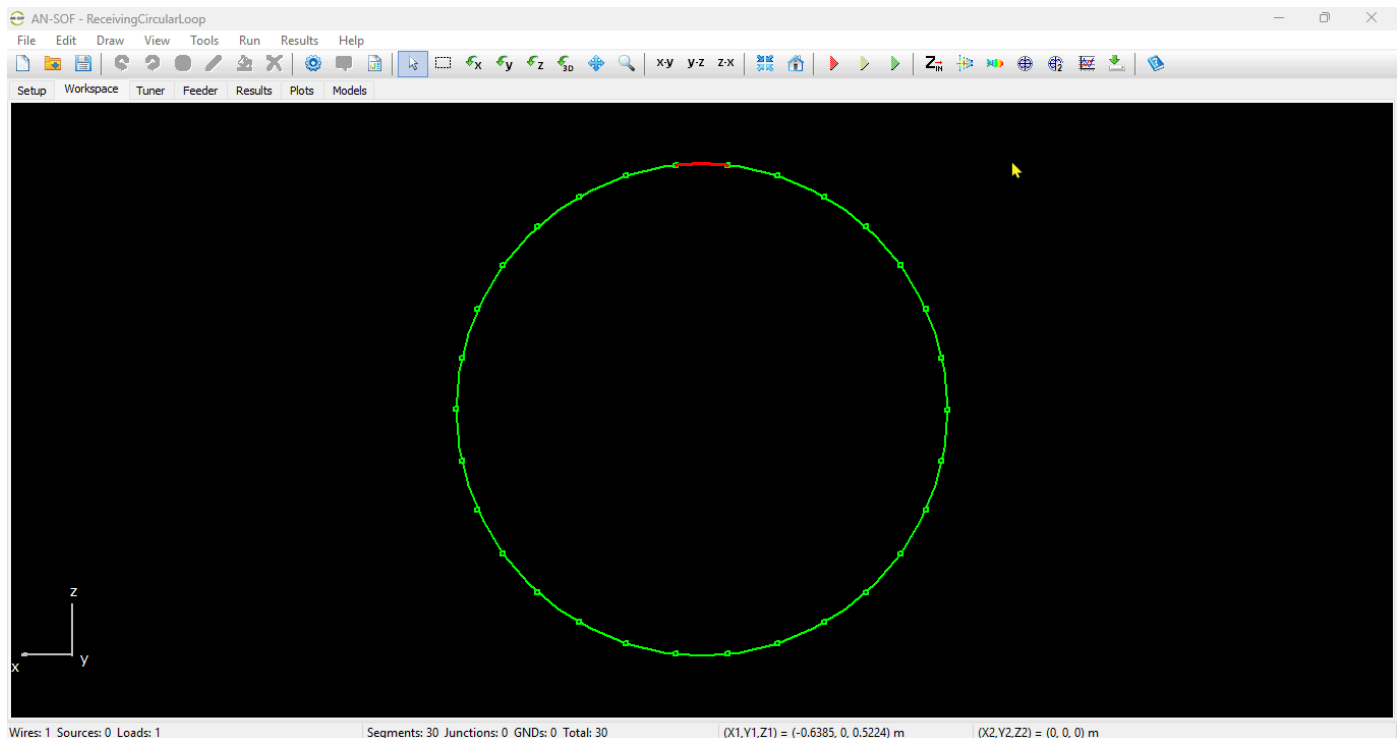 AN-SOF - ReceivingCircularLoop
File Edit Draw View Tools Run Results Help
x-y y-z z-x
Setup Workspace Tuner Feeder Results Plots Models
z
x
y
Wires: 1 Sources: 0 Loads: 1 Segments: 30 Junctions: 0 GNDs: 0 Total: 30 (X1,Y1,Z1) = (-0.6385, 0, 0.5224) m (X2,Y2,Z2) = (0, 0, 0) m